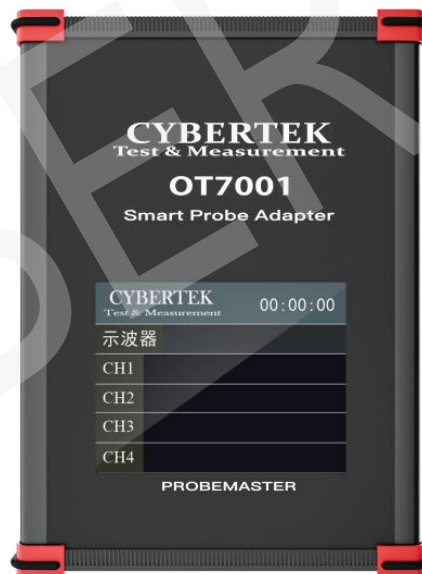 CYBERTEK
Test & Measurement
OT7001
Smart Probe Adapter
CYBERTEK
Test & Measurement
00:00:00
示波器
CH1
CH2
CH3
CH4
PROBEMASTER